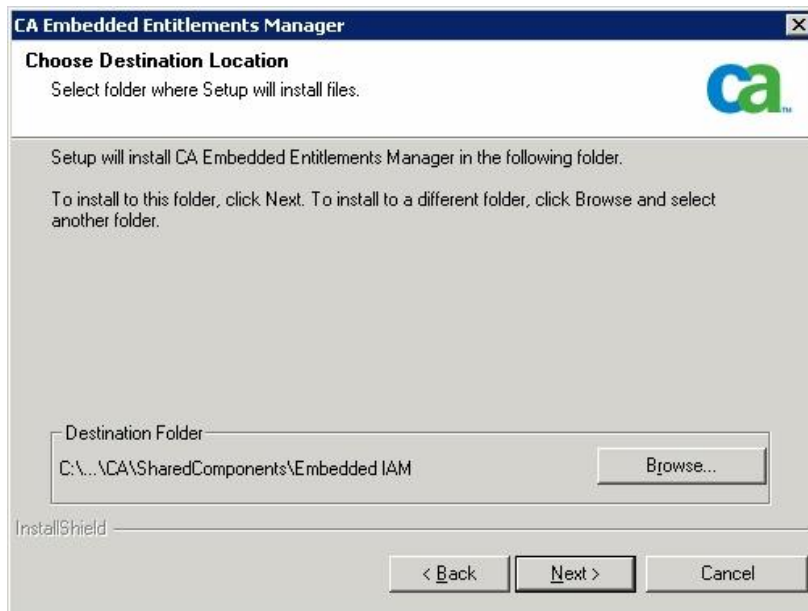 CA Embedded Entitlements Manager
Choose Destination Location
Select folder where Setup will install files.
ca
Setup will install CA Embedded Entitlements Manager in the following folder.
To install to this folder, click Next. To install to a different folder, click Browse and select
another folder.
Destination Folder
C:\...\CA\SharedComponents\Embedded IAM
Browse...
InstallShield
< Back
Next >
Cancel